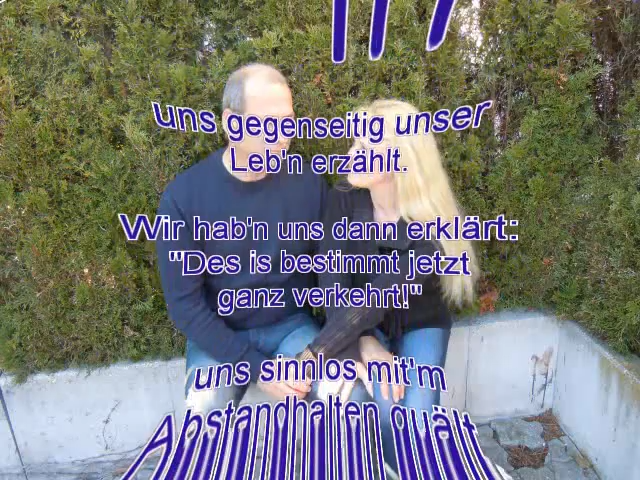 uns gegenseitig unser
Leb'n erzählt.
Wir hab'n uns dann erklärt:
"Des is bestimmt jetzt
ganz verkehrt!"
uns sinnlos mit'm
Abstandhalten quält